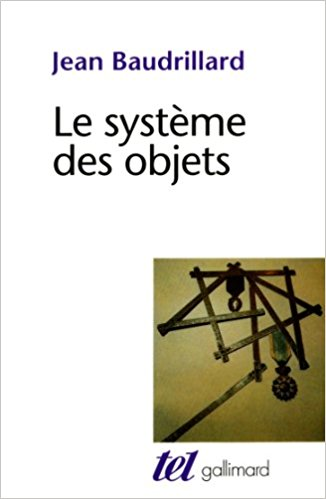 Jean Baudrillard
Le système
des objets
tel gallimard